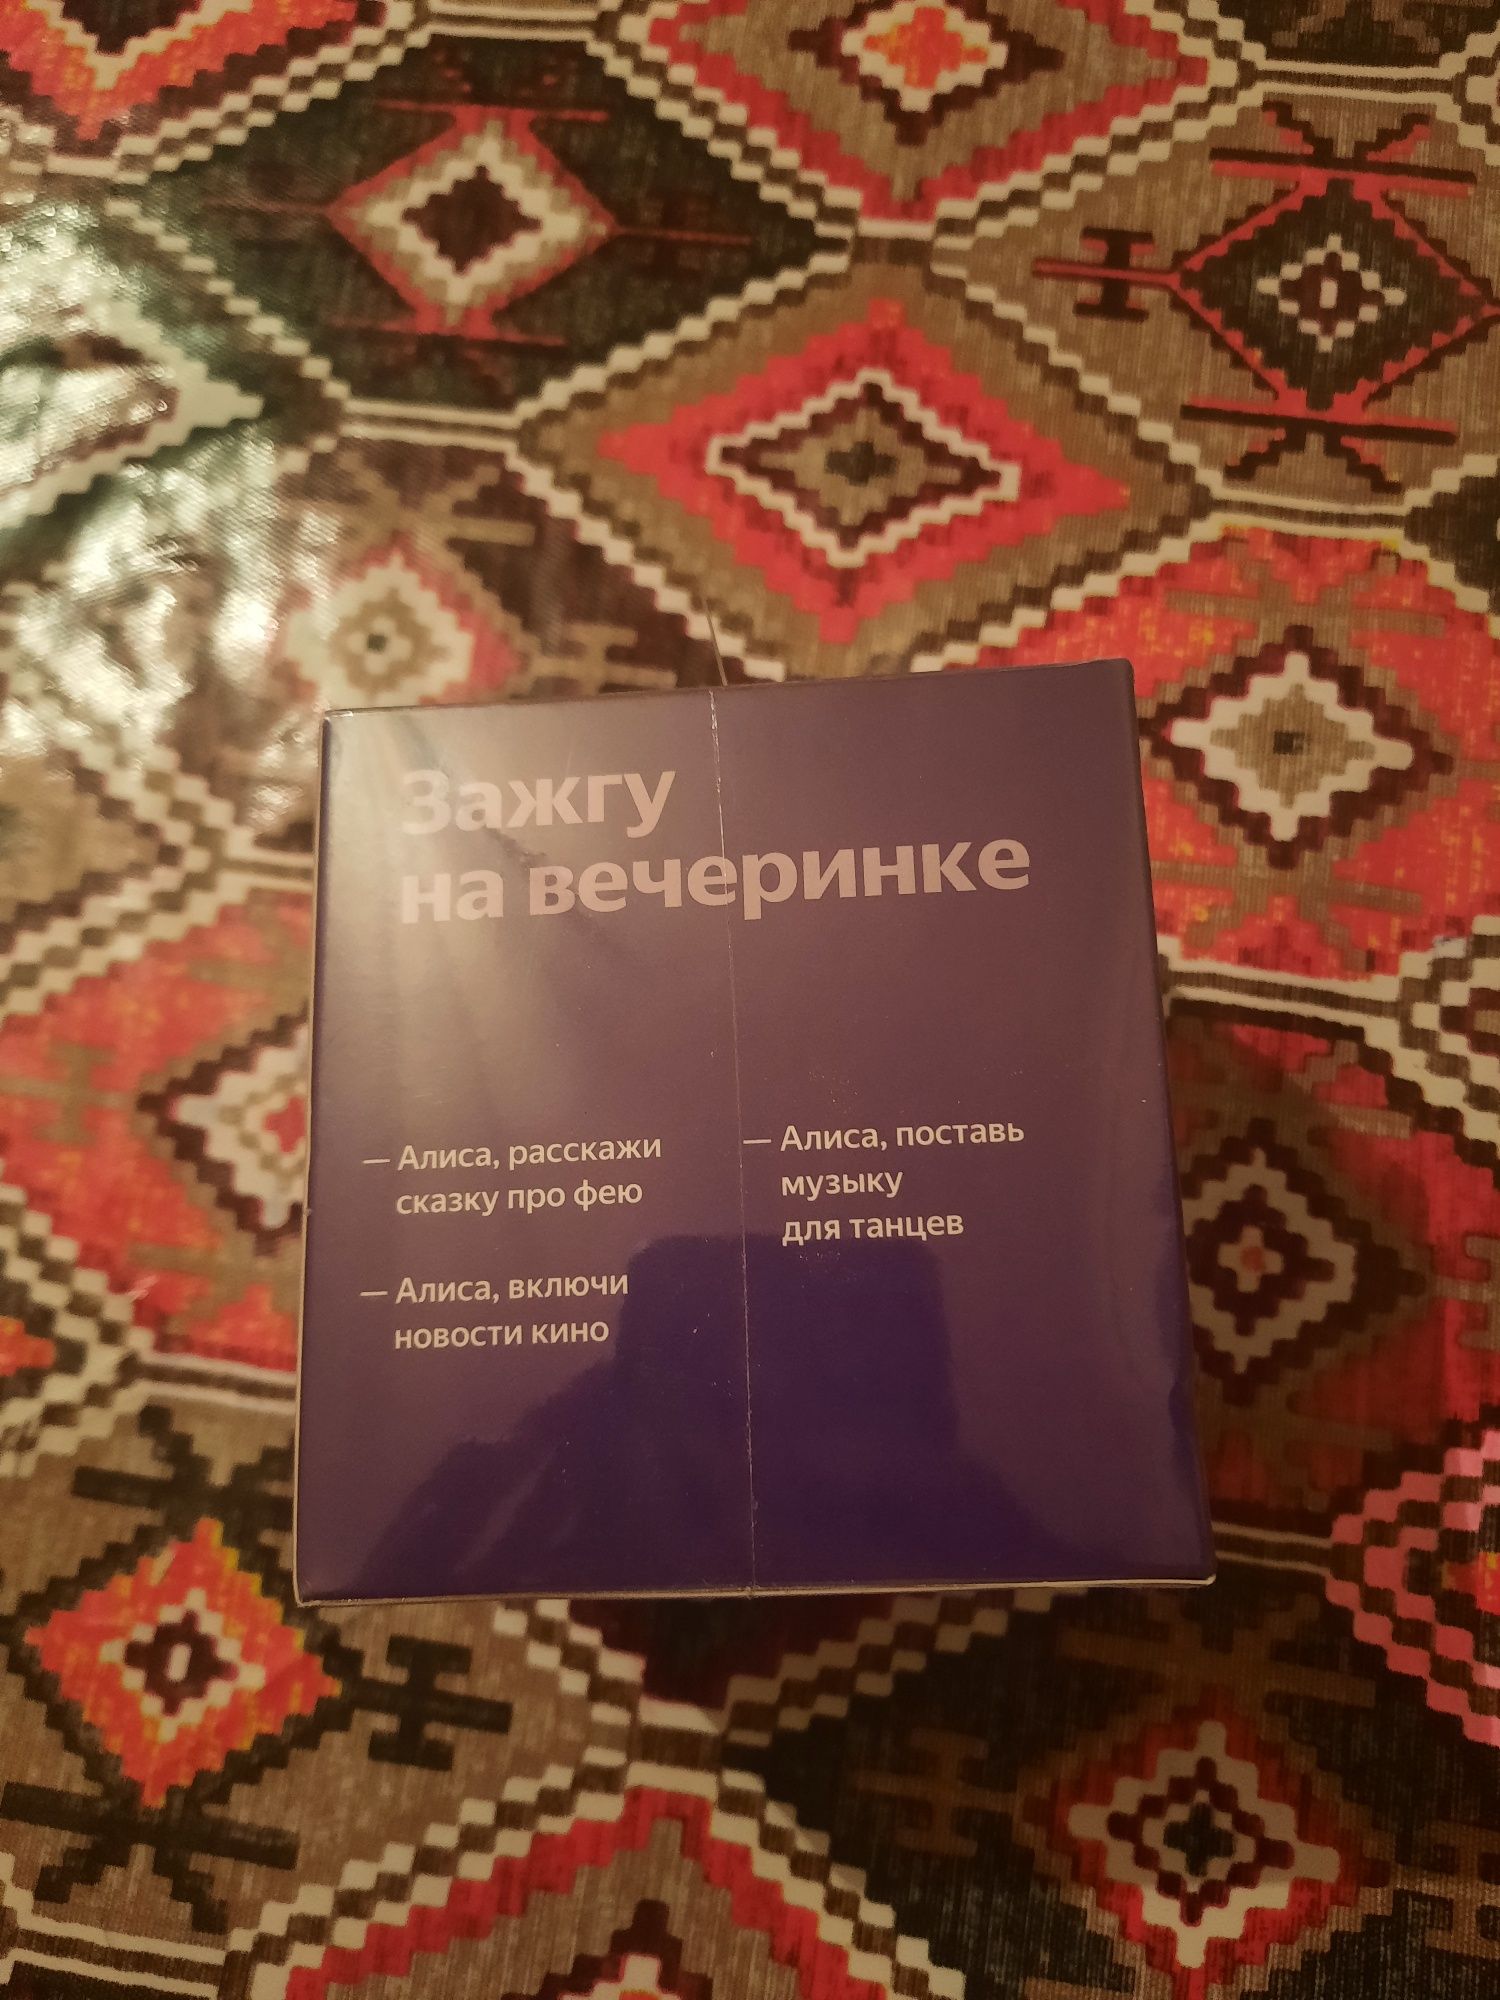 Зажгу
на вечеринке
— Алиса, расскажи
сказку про фею
— Алиса, включи
новости кино
— Алиса, поставь
музыку
для танцев